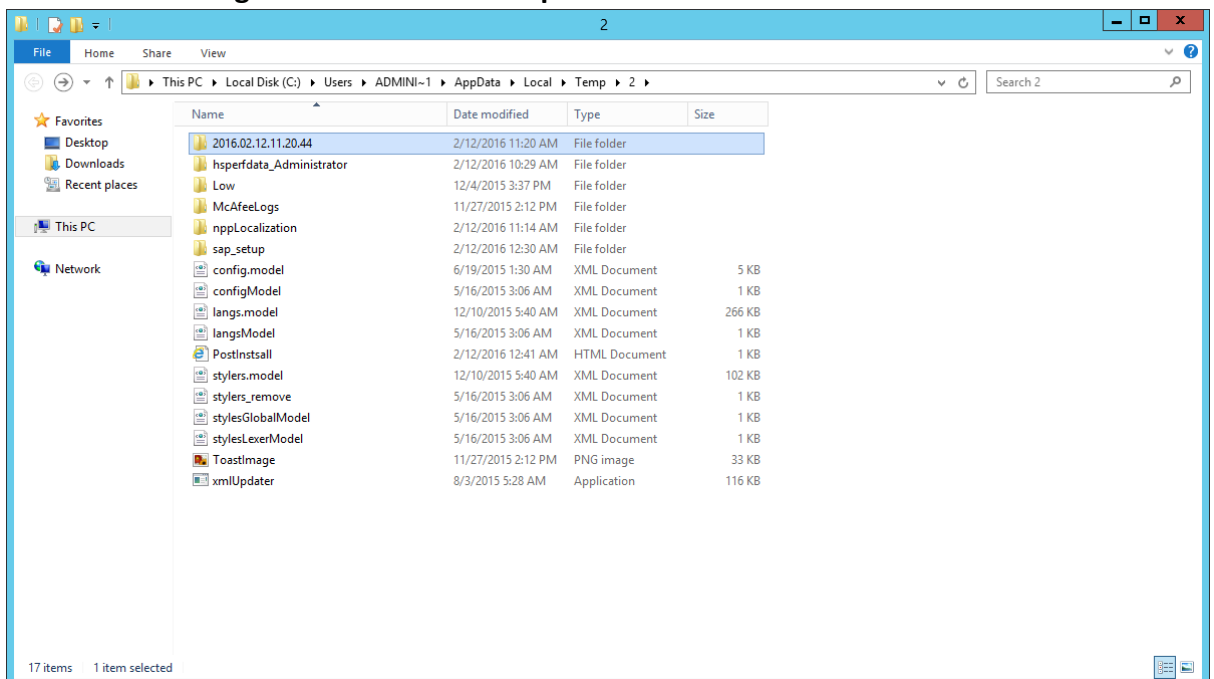 2
File Home Share View
This PC Local Disk (C:) Users ADMINI~1 AppData Local Temp 2
Search 2
Favorites
Desktop
Downloads
Recent places
This PC
Network
Name Date modified Type Size
2016.02.12.11.20.44 2/12/2016 11:20 AM File folder
hsperfdata_Administrator 2/12/2016 10:29 AM File folder
Low 12/4/2015 3:37 PM File folder
McAfeeLogs 11/27/2015 2:12 PM File folder
nppLocalization 2/12/2016 11:14 AM File folder
sap_setup 2/12/2016 12:30 AM File folder
config.model 6/19/2015 1:30 AM XML Document 5 KB
configModel 5/16/2015 3:06 AM XML Document 1 KB
langs.model 12/10/2015 5:40 AM XML Document 266 KB
langsModel 5/16/2015 3:06 AM XML Document 1 KB
PostInstsall 2/12/2016 12:41 AM HTML Document 1 KB
stylers.model 12/10/2015 5:40 AM XML Document 102 KB
stylers_remove 5/16/2015 3:06 AM XML Document 1 KB
stylesGlobalModel 5/16/2015 3:06 AM XML Document 1 KB
stylesLexerModel 5/16/2015 3:06 AM XML Document 1 KB
ToastImage 11/27/2015 2:12 PM PNG image 33 KB
xmlUpdater 8/3/2015 5:28 AM Application 116 KB
17 items 1 item selected